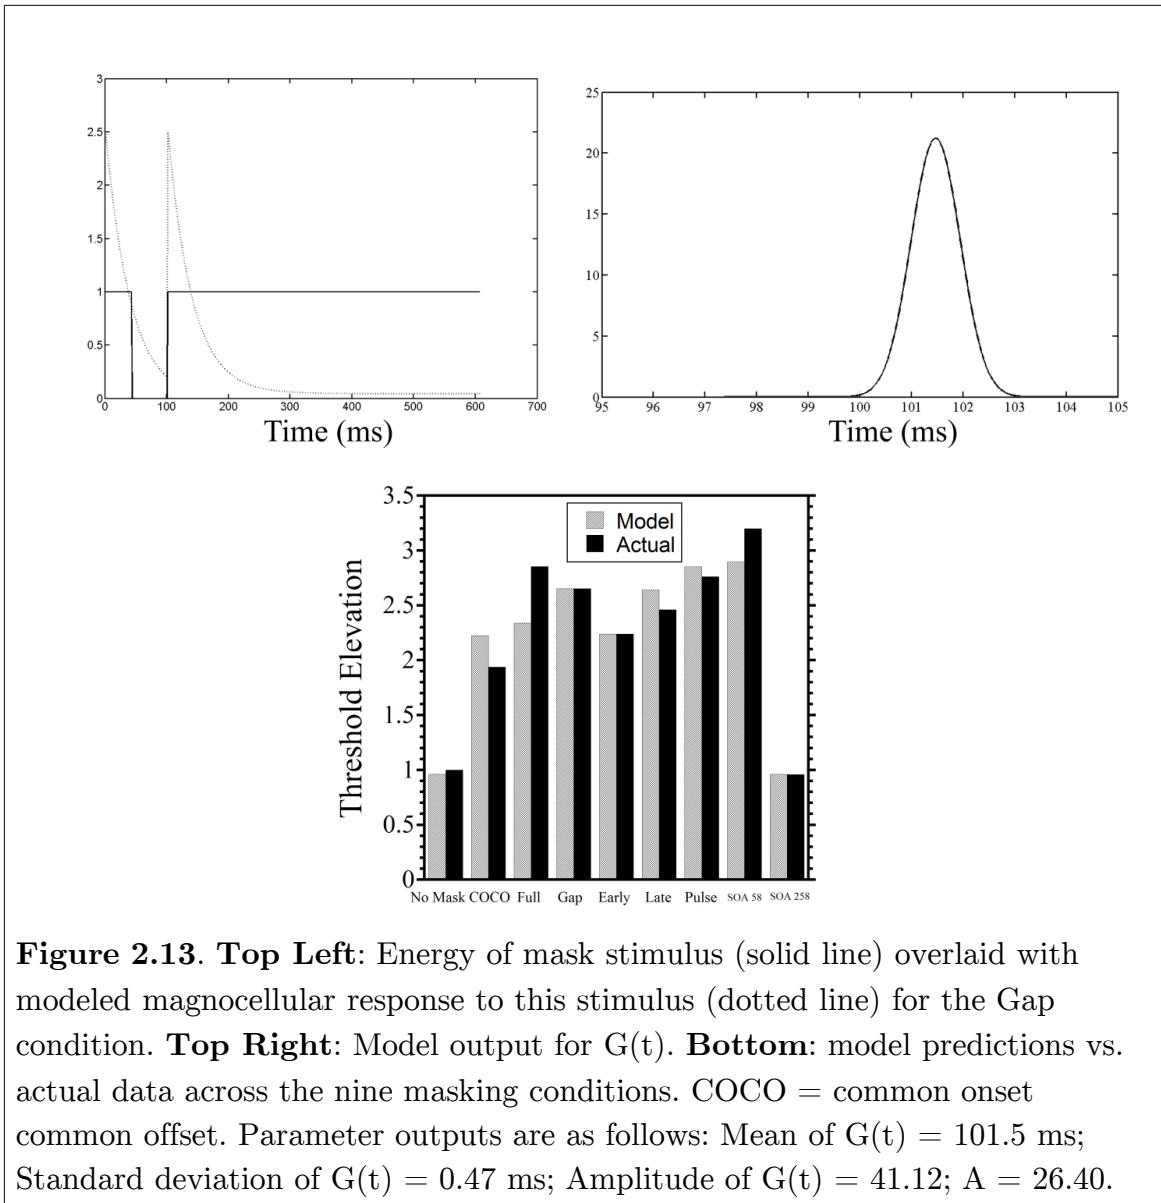 3
2.5
2
1.5
1
0.5
0
0 100 200 300 400 500 600 700
Time (ms)
25
20
15
10
5
0
95 96 97 98 99 100 101 102 103 104 105
Time (ms)
Threshold Elevation
3.5
3
2.5
2
1.5
1
0.5
0
Model
Actual
No Mask COCO Full Gap Early Late Pulse SOA 58 SOA 258
Figure 2.13. Top Left: Energy of mask stimulus (solid line) overlaid with
modeled magnocellular response to this stimulus (dotted line) for the Gap
condition. Top Right: Model output for G(t). Bottom: model predictions vs.
actual data across the nine masking conditions. COCO = common onset
common offset. Parameter outputs are as follows: Mean of G(t) = 101.5 ms;
Standard deviation of G(t) = 0.47 ms; Amplitude of G(t) = 41.12; A = 26.40.